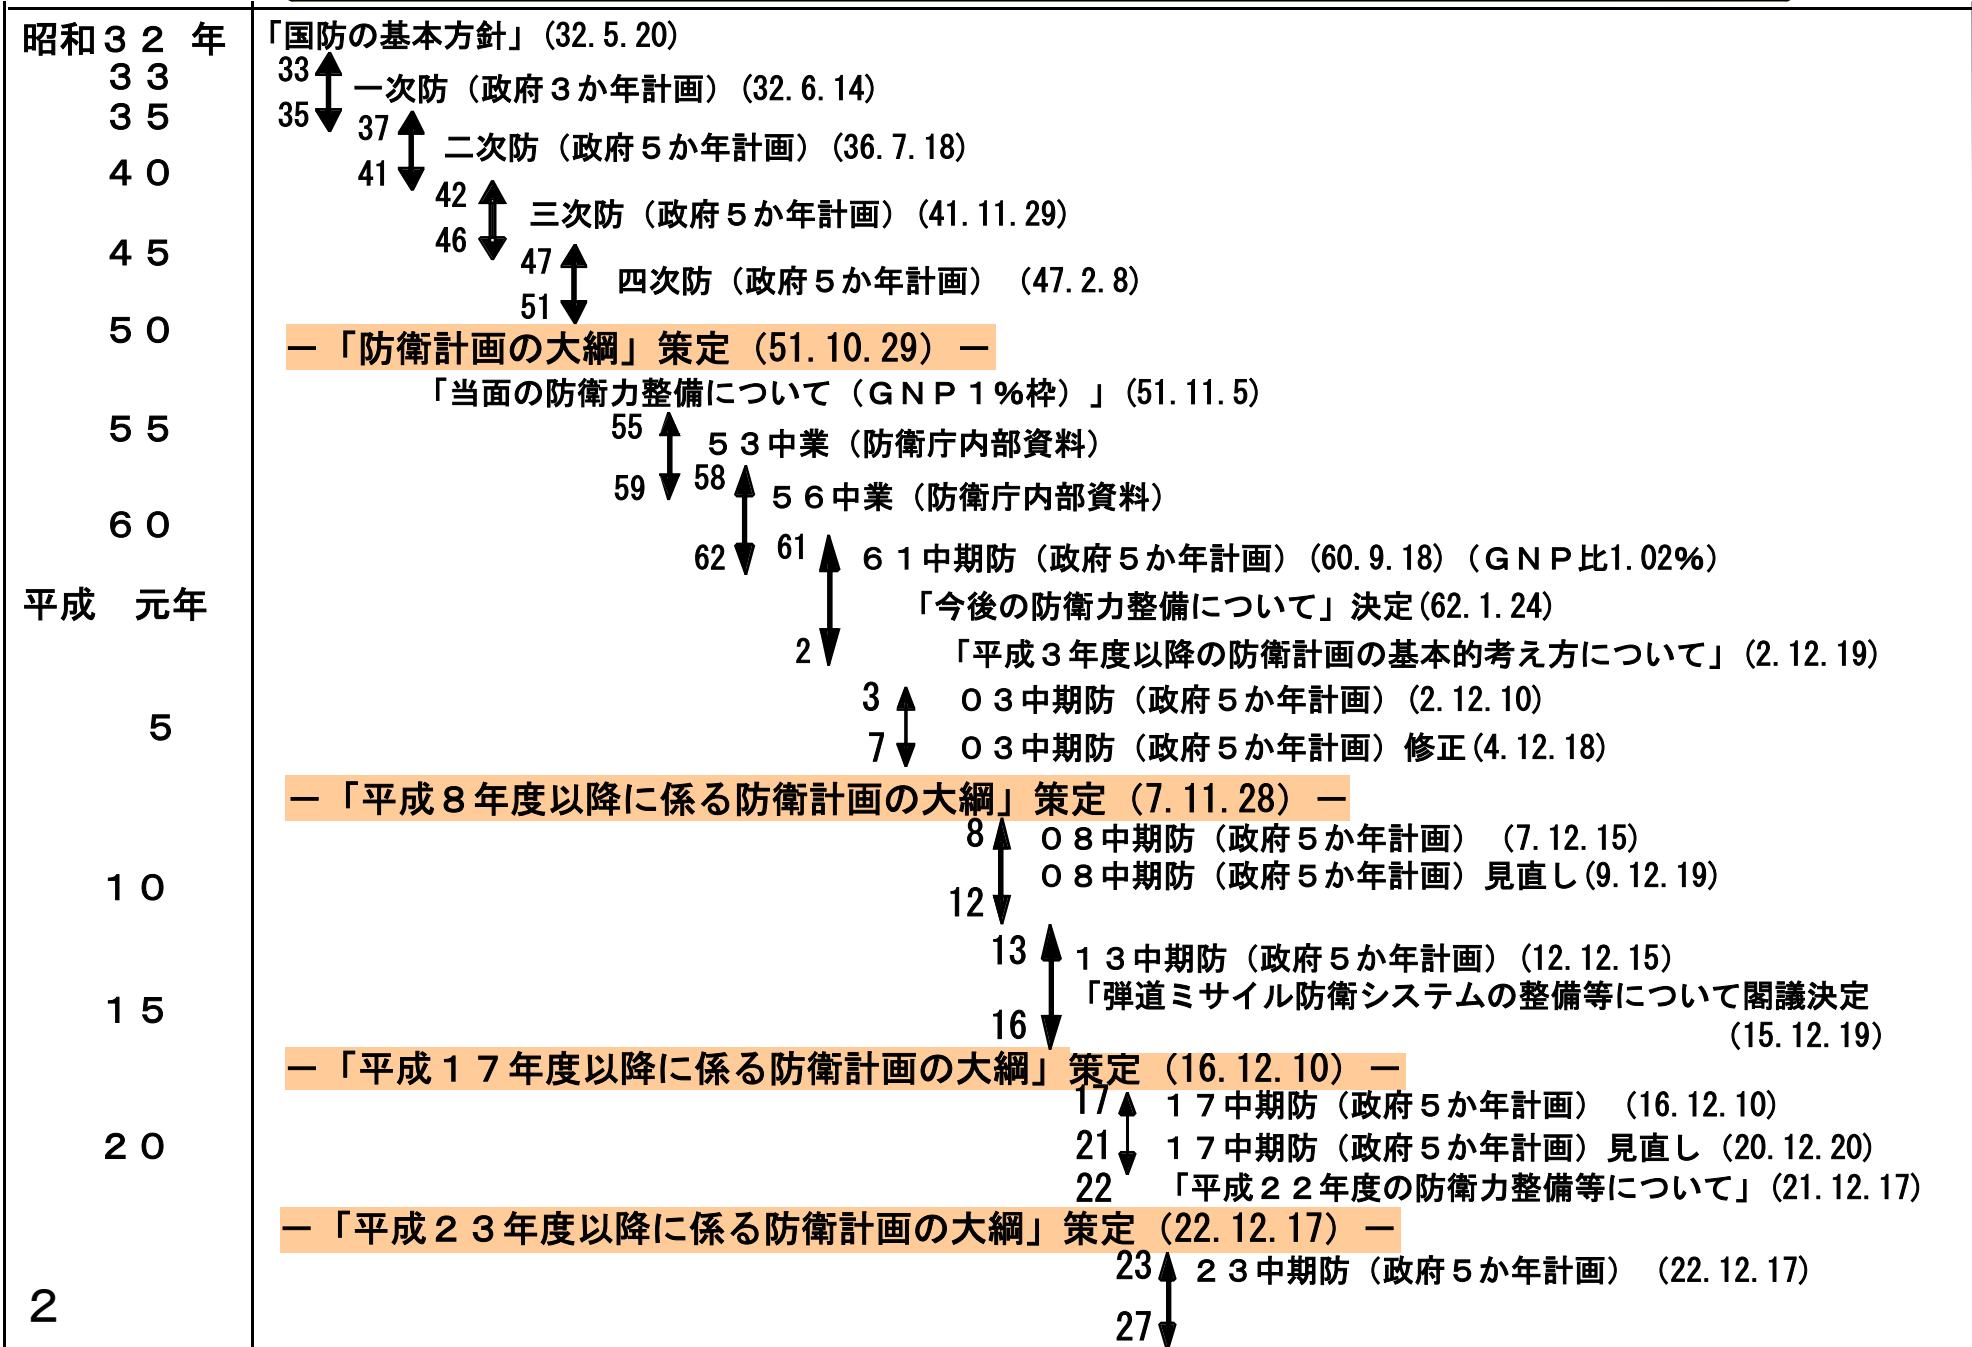 昭和３２ 年 「国防の基本方針」(32.5.20)
３３ 33 一次防（政府３か年計画）(32.6.14)
３５ 35
37 二次防（政府５か年計画）(36.7.18)
４０ 41
42 三次防（政府５か年計画）(41.11.29)
46
４５ 47 四次防（政府５か年計画） (47.2.8)
51
５０ －「防衛計画の大綱」策定（51.10.29）－
「当面の防衛力整備について（ＧＮＰ１％枠）」(51.11.5)
５５ 55 ５３中業（防衛庁内部資料）
59
58 ５６中業（防衛庁内部資料）
６０ 62
61 ６１中期防（政府５か年計画）(60.9.18)（ＧＮＰ比1.02%）
平成 元年 「今後の防衛力整備について」決定(62.1.24)
2 「平成３年度以降の防衛計画の基本的考え方について」(2.12.19)
3 ０３中期防（政府５か年計画）(2.12.10)
５ 7 ０３中期防（政府５か年計画）修正(4.12.18)
－「平成８年度以降に係る防衛計画の大綱」策定（7.11.28）－
8 ０８中期防（政府５か年計画） (7.12.15)
０８中期防（政府５か年計画）見直し(9.12.19)
１０ 12
13 １３中期防（政府５か年計画）(12.12.15)
「弾道ミサイル防衛システムの整備等について閣議決定
１５ 16 (15.12.19)
－「平成１７年度以降に係る防衛計画の大綱」策定（16.12.10）－
17 １７中期防（政府５か年計画） (16.12.10)
２０ 21 １７中期防（政府５か年計画）見直し (20.12.20)
22 「平成２２年度の防衛力整備等について」(21.12.17)
－「平成２３年度以降に係る防衛計画の大綱」策定（22.12.17）－
23 ２３中期防（政府５か年計画） (22.12.17)
27
2